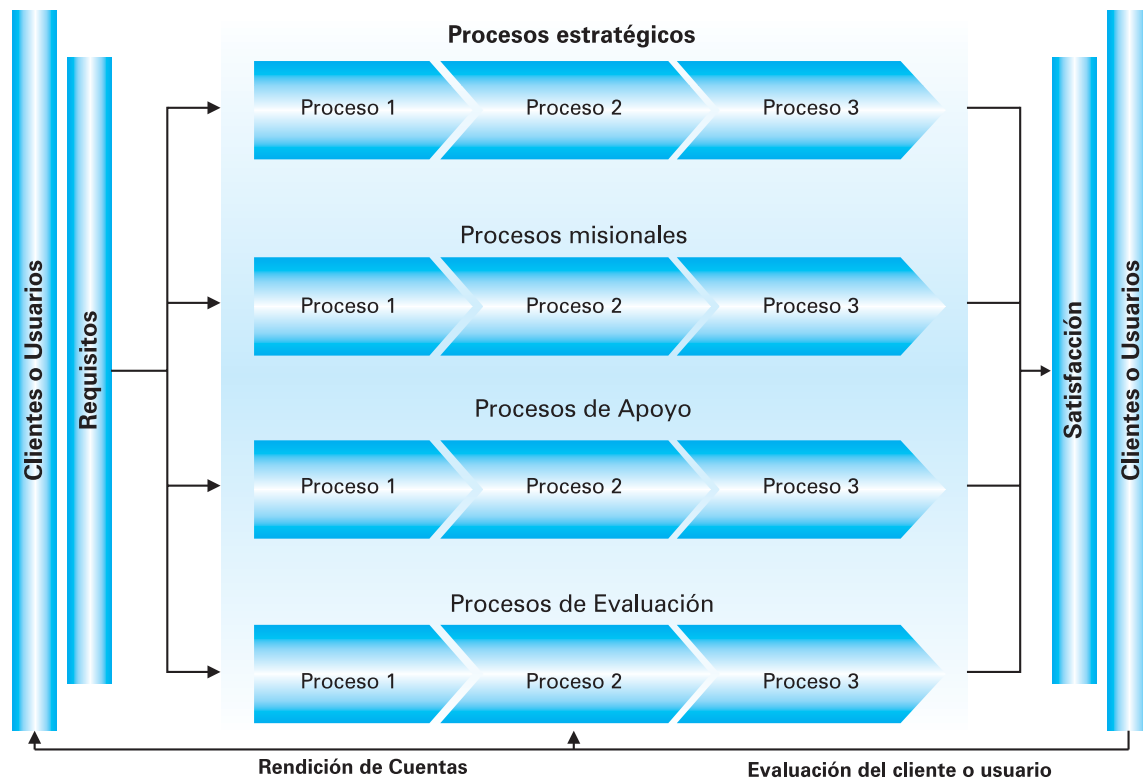 Clientes o Usuarios
Requisitos
Procesos estratégicos
Proceso 1
Proceso 2
Proceso 3
Procesos misionales
Proceso 1
Proceso 2
Proceso 3
Procesos de Apoyo
Proceso 1
Proceso 2
Proceso 3
Procesos de Evaluación
Proceso 1
Proceso 2
Proceso 3
Satisfacción
Clientes o Usuarios
Rendición de Cuentas
Evaluación del cliente o usuario